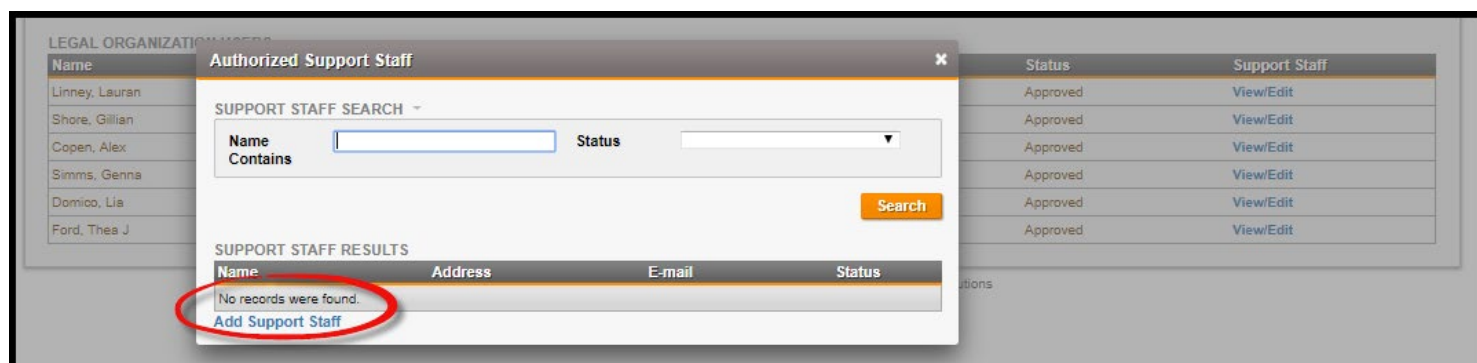 LEGAL ORGANIZATION USERS
Authorized Support Staff ×
Name Status Support Staff
Linney, Lauran Approved View/Edit
SUPPORT STAFF SEARCH
Shore, Gillian Approved View/Edit
Name Contains Status
Copen, Alex Approved View/Edit
Simms, Genna Approved View/Edit
Domico, Lia Approved View/Edit
Search
Ford, Thea J Approved View/Edit
SUPPORT STAFF RESULTS
Name Address E-mail Status
No records were found.
Add Support Staff